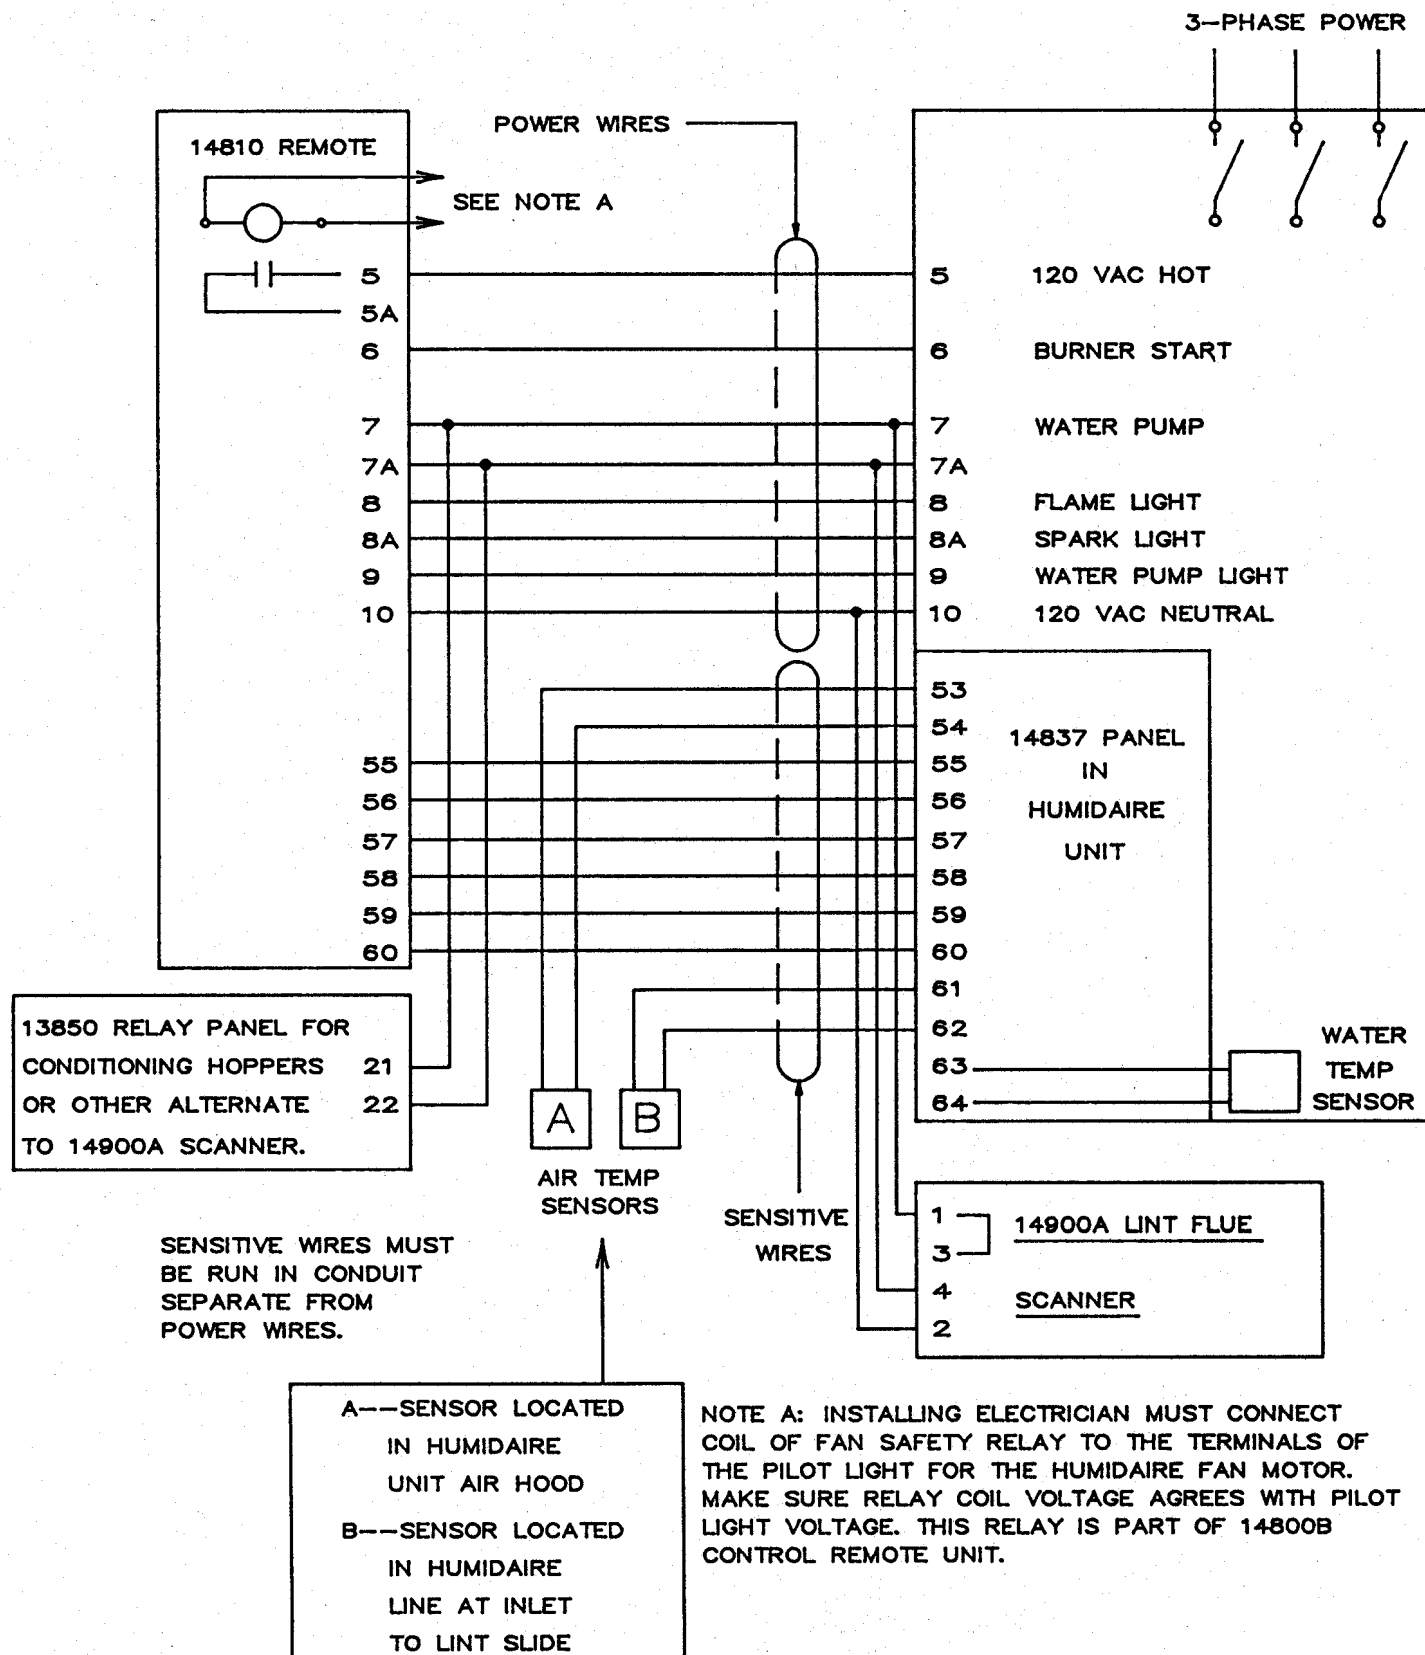 3-PHASE POWER
POWER WIRES
14810 REMOTE
SEE NOTE A
5
5A
6
7
7A
8
8A
9
10
55
56
57
58
59
60
5 120 VAC HOT
6 BURNER START
7 WATER PUMP
7A
8 FLAME LIGHT
8A SPARK LIGHT
9 WATER PUMP LIGHT
10 120 VAC NEUTRAL
53
54
55
56
57
58
59
60
61
62
63
64
14837 PANEL
IN
HUMIDAIRE
UNIT
WATER
TEMP
SENSOR
13850 RELAY PANEL FOR
CONDITIONING HOPPERS 21
OR OTHER ALTERNATE 22
TO 14900A SCANNER.
A
B
AIR TEMP
SENSORS
SENSITIVE
WIRES
1
3
4
2
14900A LINT FLUE
SCANNER
SENSITIVE WIRES MUST
BE RUN IN CONDUIT
SEPARATE FROM
POWER WIRES.
A--SENSOR LOCATED
IN HUMIDAIRE
UNIT AIR HOOD
B--SENSOR LOCATED
IN HUMIDAIRE
LINE AT INLET
TO LINT SLIDE
NOTE A: INSTALLING ELECTRICIAN MUST CONNECT
COIL OF FAN SAFETY RELAY TO THE TERMINALS OF
THE PILOT LIGHT FOR THE HUMIDAIRE FAN MOTOR.
MAKE SURE RELAY COIL VOLTAGE AGREES WITH PILOT
LIGHT VOLTAGE. THIS RELAY IS PART OF 14800B
CONTROL REMOTE UNIT.